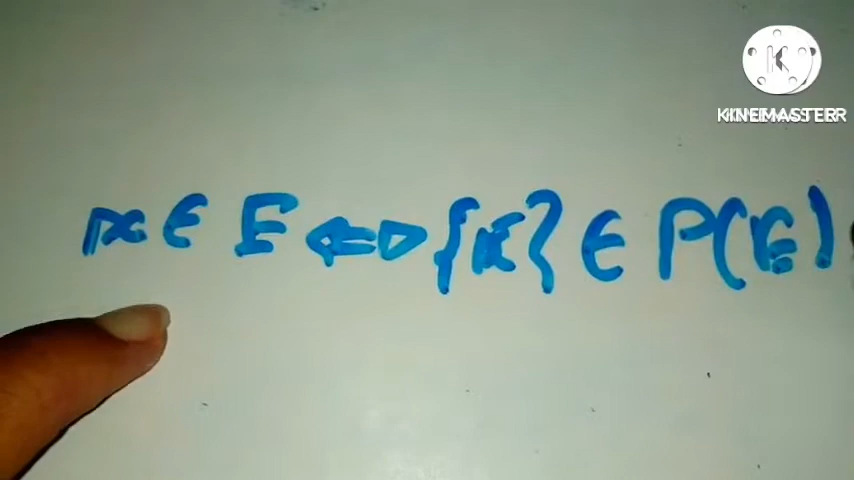 x ∈ E ⟺ {x} ∈ P(E)
KINEMASTER